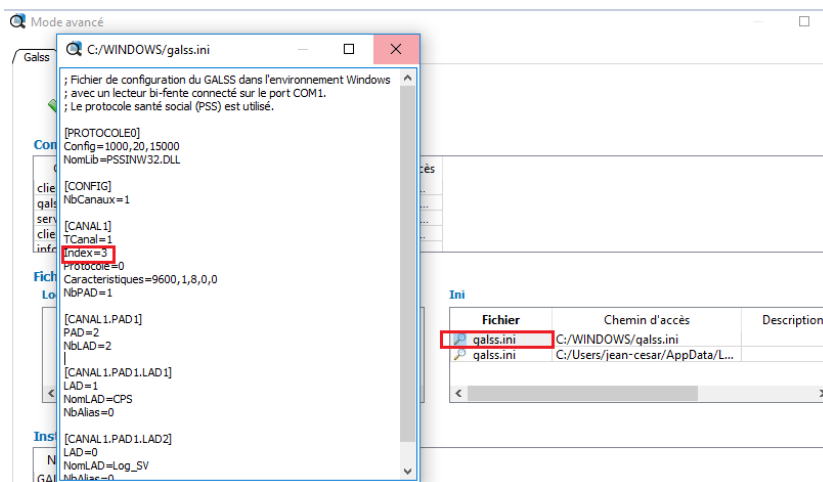 Mode avancé
Galss
C:/WINDOWS/galss.ini
; Fichier de configuration du GALSS dans l'environnement Windows
; avec un lecteur bi-fente connecté sur le port COM1.
; Le protocole santé social (PSS) est utilisé.
[PROTOCOLE0]
Config=1000,20,15000
NomLib=PSSINW32.DLL
[CONFIG]
NbCanaux=1
[CANAL1]
TCanal=1
Index=3
Protocole=0
Caracteristiques=9600,1,8,0,0
NbPAD=1
[CANAL1.PAD1]
PAD=2
NbLAD=2
[CANAL1.PAD1.LAD1]
LAD=1
NomLAD=CPS
NbAlias=0
[CANAL1.PAD1.LAD2]
LAD=0
NomLAD=Log_SV
NbAlias=0
Con
cès
clie
gals
serv
clie
info
...
Fich
Lo
Ini
Fichier Chemin d'accès Description
galss.ini C:/WINDOWS/galss.ini
galss.ini C:/Users/jean-cesar/AppData/L...
Inst
N
GAL